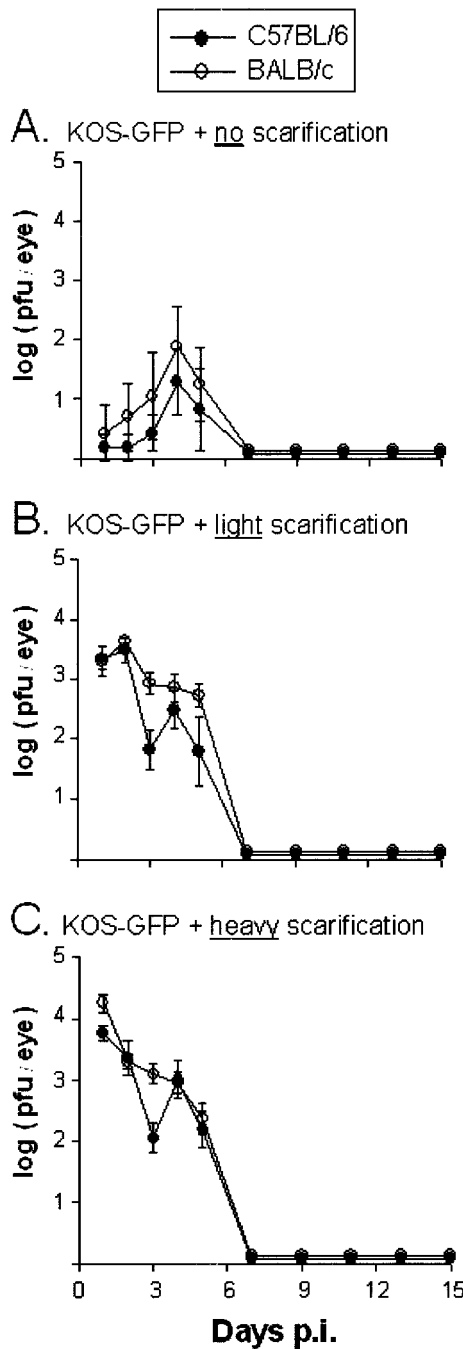 C57BL/6
BALB/c
A. KOS-GFP + no scarification
5
4
3
2
1
log (pfu/eye)
B. KOS-GFP + light scarification
5
4
3
2
1
log (pfu/eye)
C. KOS-GFP + heavy scarification
5
4
3
2
1
log (pfu/eye)
0 3 6 9 12 15
Days p.i.